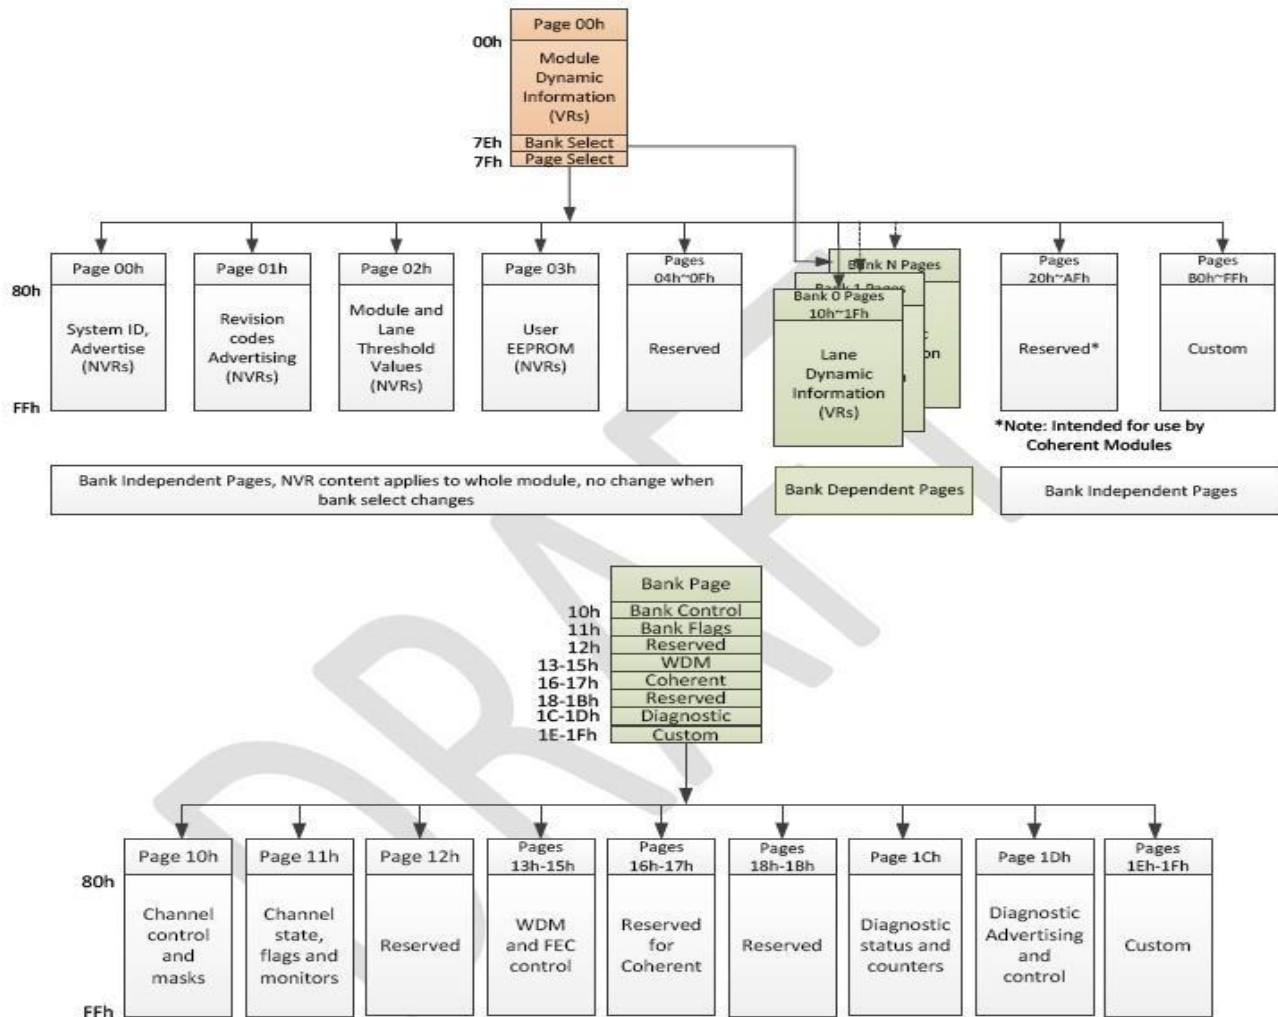 Page 00h
00h
Module
Dynamic
Information
(VRs)
7Eh
Bank Select
7Fh
Page Select
Page 00h
80h
System ID,
Advertise
(NVRs)
FFh
Page 01h
Revision
codes
Advertising
(NVRs)
Page 02h
Module and
Lane
Threshold
Values
(NVRs)
Page 03h
User
EEPROM
(NVRs)
Pages
04h~0Fh
Reserved
Bank N Pages
Bank 1 Pages
Bank 0 Pages
10h~1Fh
Lane
Dynamic
Information
(VRs)
Pages
20h~AFh
Reserved*
*Note: Intended for use by
Coherent Modules
Pages
B0h~FFh
Custom
Bank Independent Pages, NVR content applies to whole module, no change when
bank select changes
Bank Dependent Pages
Bank Independent Pages
DRAFT
Bank Page
10h Bank Control
11h Bank Flags
12h Reserved
13-15h WDM
16-17h Coherent
18-1Bh Reserved
1C-1Dh Diagnostic
1E-1Fh Custom
80h
FFh
Page 10h
Channel
control
and
masks
Page 11h
Channel
state,
flags and
monitors
Page 12h
Reserved
Pages
13h-15h
WDM
and FEC
control
Pages
16h-17h
Reserved
for
Coherent
Pages
18h-1Bh
Reserved
Page 1Ch
Diagnostic
status and
counters
Page 1Dh
Diagnostic
Advertising
and
control
Pages
1Eh-1Fh
Custom